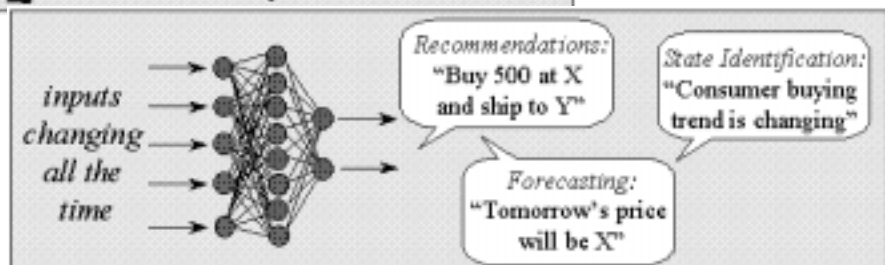 inputs
changing
all the
time
Recommendations:
“Buy 500 at X
and ship to Y”
State Identification:
“Consumer buying
trend is changing”
Forecasting:
“Tomorrow’s price
will be X”